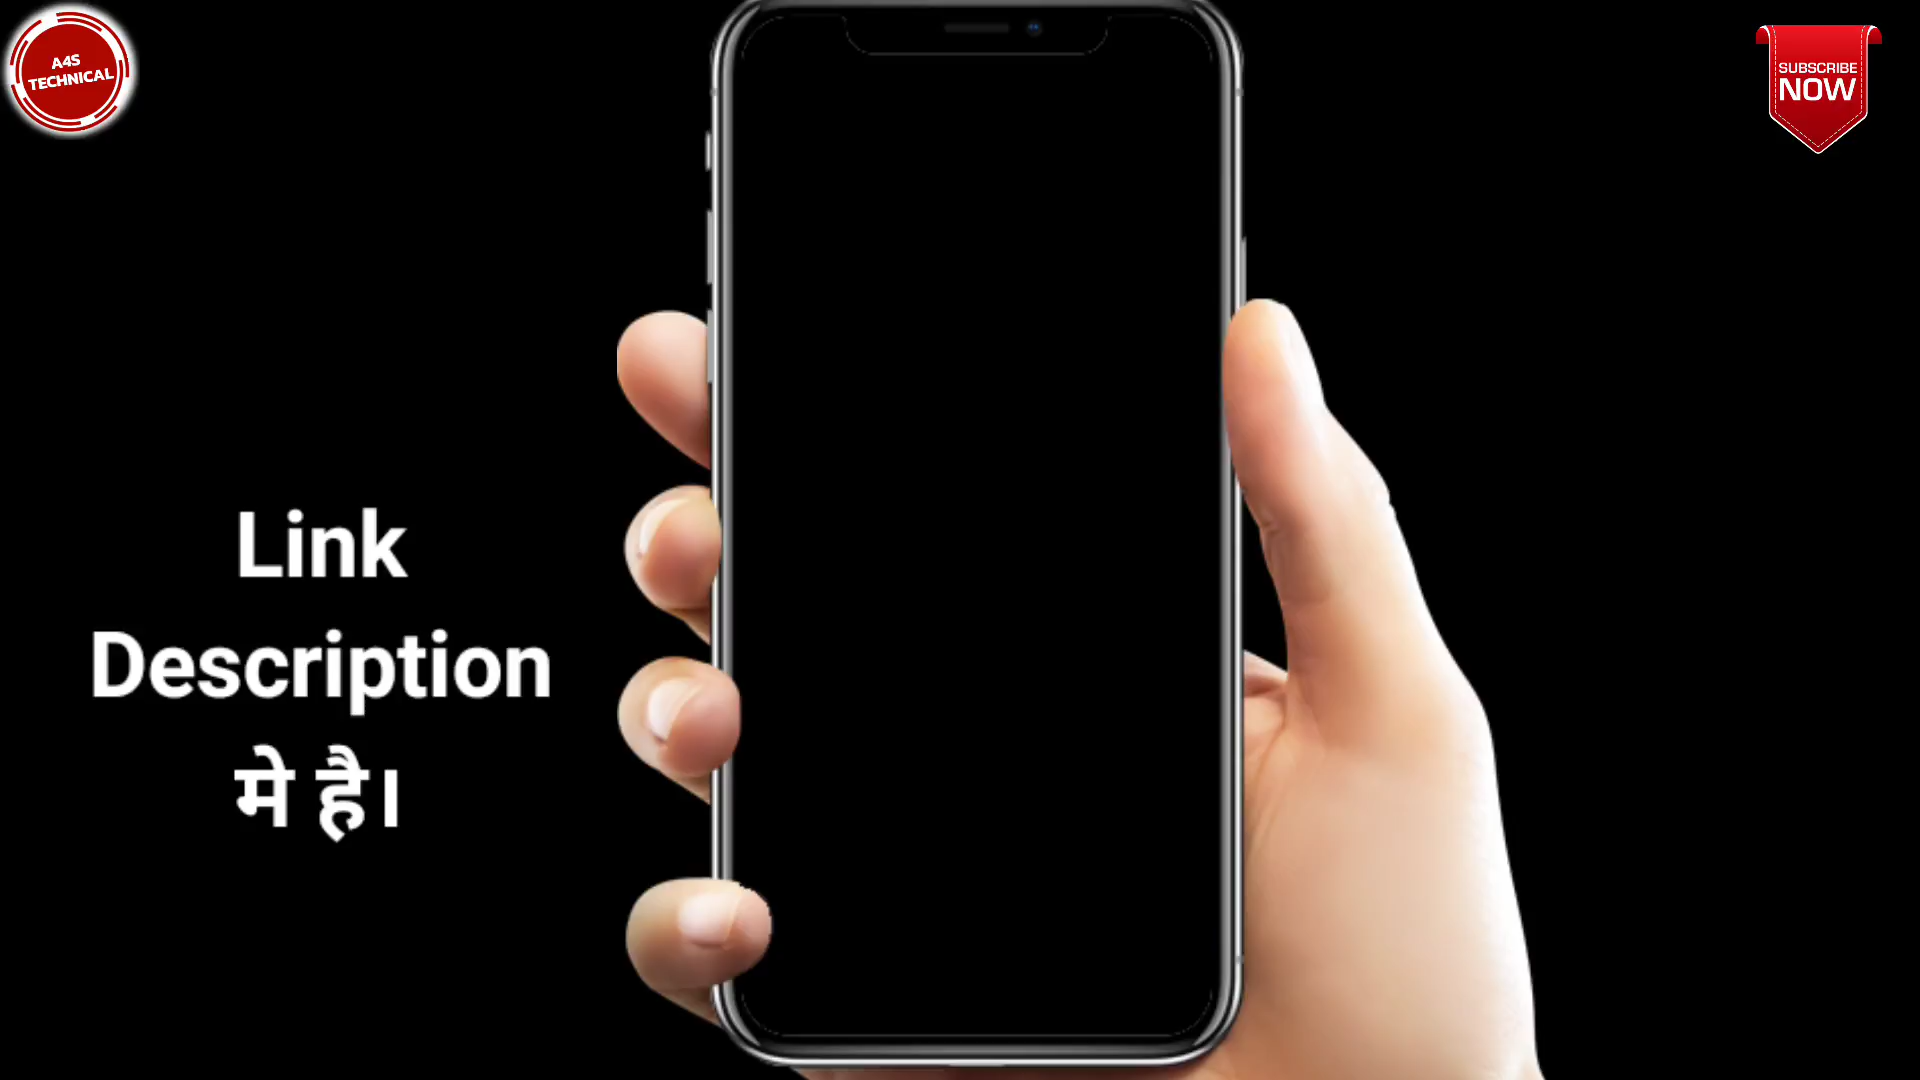 A4S
TECHNICAL
SUBSCRIBE
NOW
Link
Description
मे है।